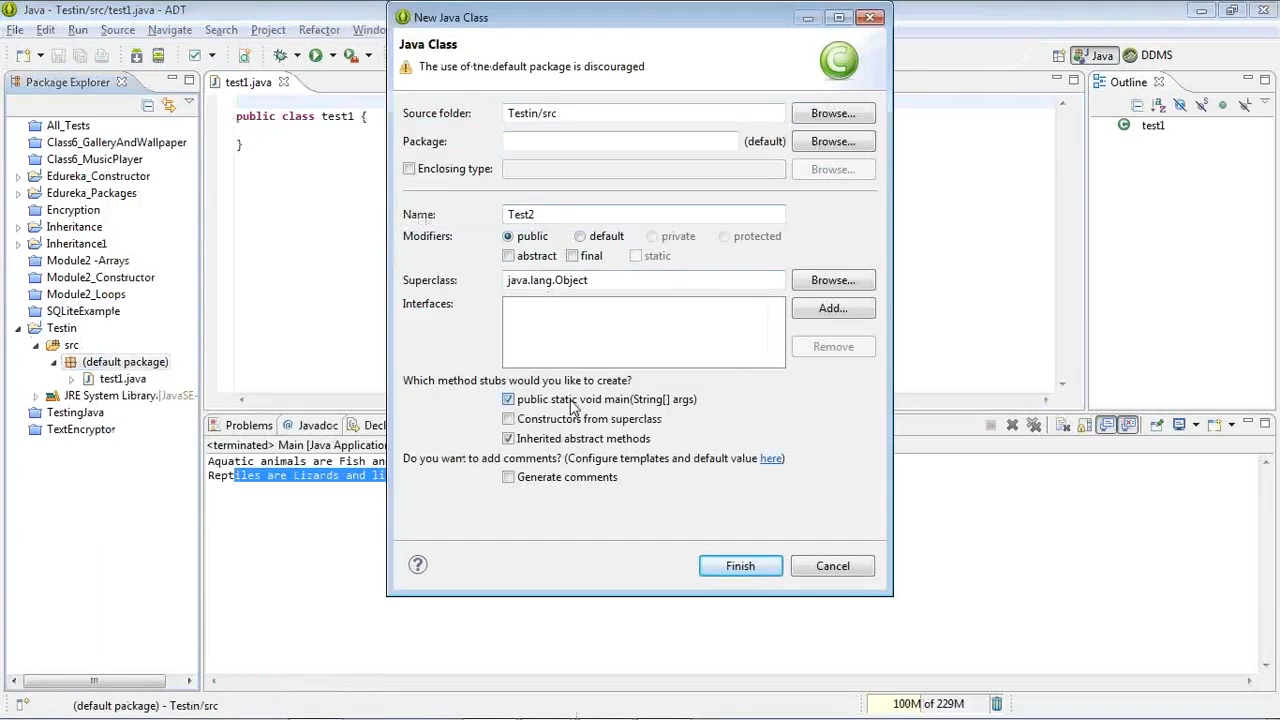 Java - Testin/src/test1.java - ADT
File Edit Run Source Navigate Search Project Refactor
Java
DDMS
Package Explorer
All_Tests
Class6_GalleryAndWallpaper
Class6_MusicPlayer
Edureka_Constructor
Edureka_Packages
Encryption
Inheritance
Inheritance1
Module2 -Arrays
Module2_Constructor
Module2_Loops
SQLiteExample
Testin
src
(default package)
test1.java
JRE System Library [JavaSE-
TestingJava
TextEncryptor
test1.java
public class test1 {
}
New Java Class
Java Class
The use of the default package is discouraged.
Source folder: Testin/src Browse...
Package: (default) Browse...
Enclosing type: Browse...
Name: Test2
Modifiers: public default private protected
abstract final static
Superclass: java.lang.Object Browse...
Interfaces: Add...
Remove
Which method stubs would you like to create?
public static void main(String[] args)
Constructors from superclass
Inherited abstract methods
Do you want to add comments? (Configure templates and default value here)
Generate comments
Finish Cancel
Outline
test1
Problems Javadoc
<terminated> Main [Java Application
Aquatic animals are Fish an
Reptiles are Lizards and li
(default package) - Testin/src
100M of 229M